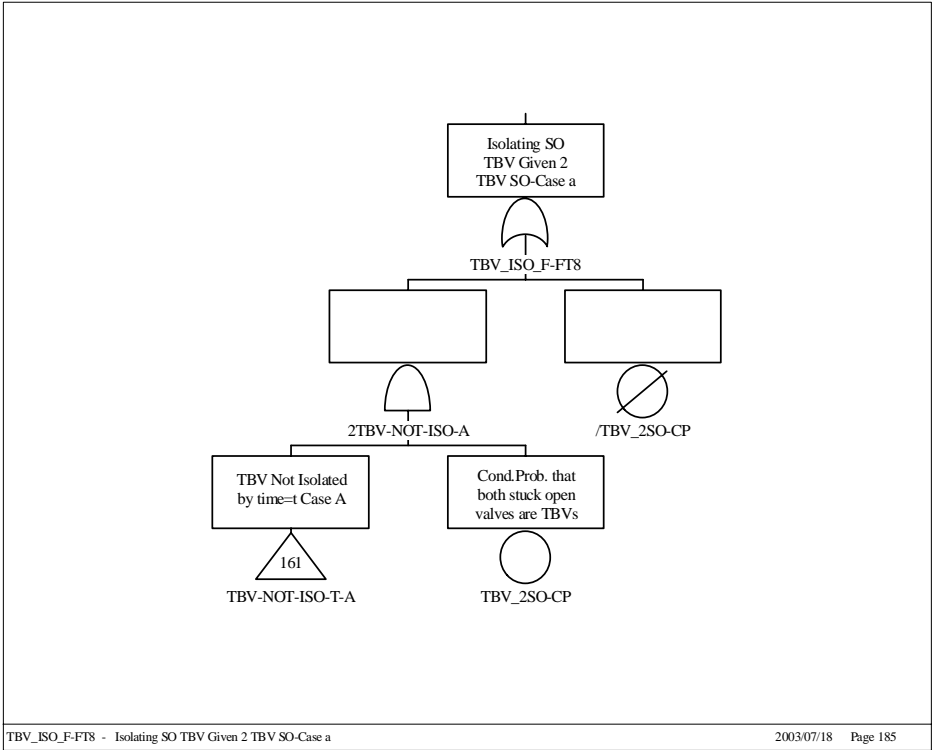 Isolating SO
TBV Given 2
TBV SO-Case a
TBV_ISO_F-FT8
2TBV-NOT-ISO-A
/TBV_2SO-CP
TBV Not Isolated
by time=t Case A
Cond.Prob. that
both stuck open
valves are TBVs
161
TBV-NOT-ISO-T-A
TBV_2SO-CP
TBV_ISO_F-FT8 - Isolating SO TBV Given 2 TBV SO-Case a 2003/07/18 Page 185